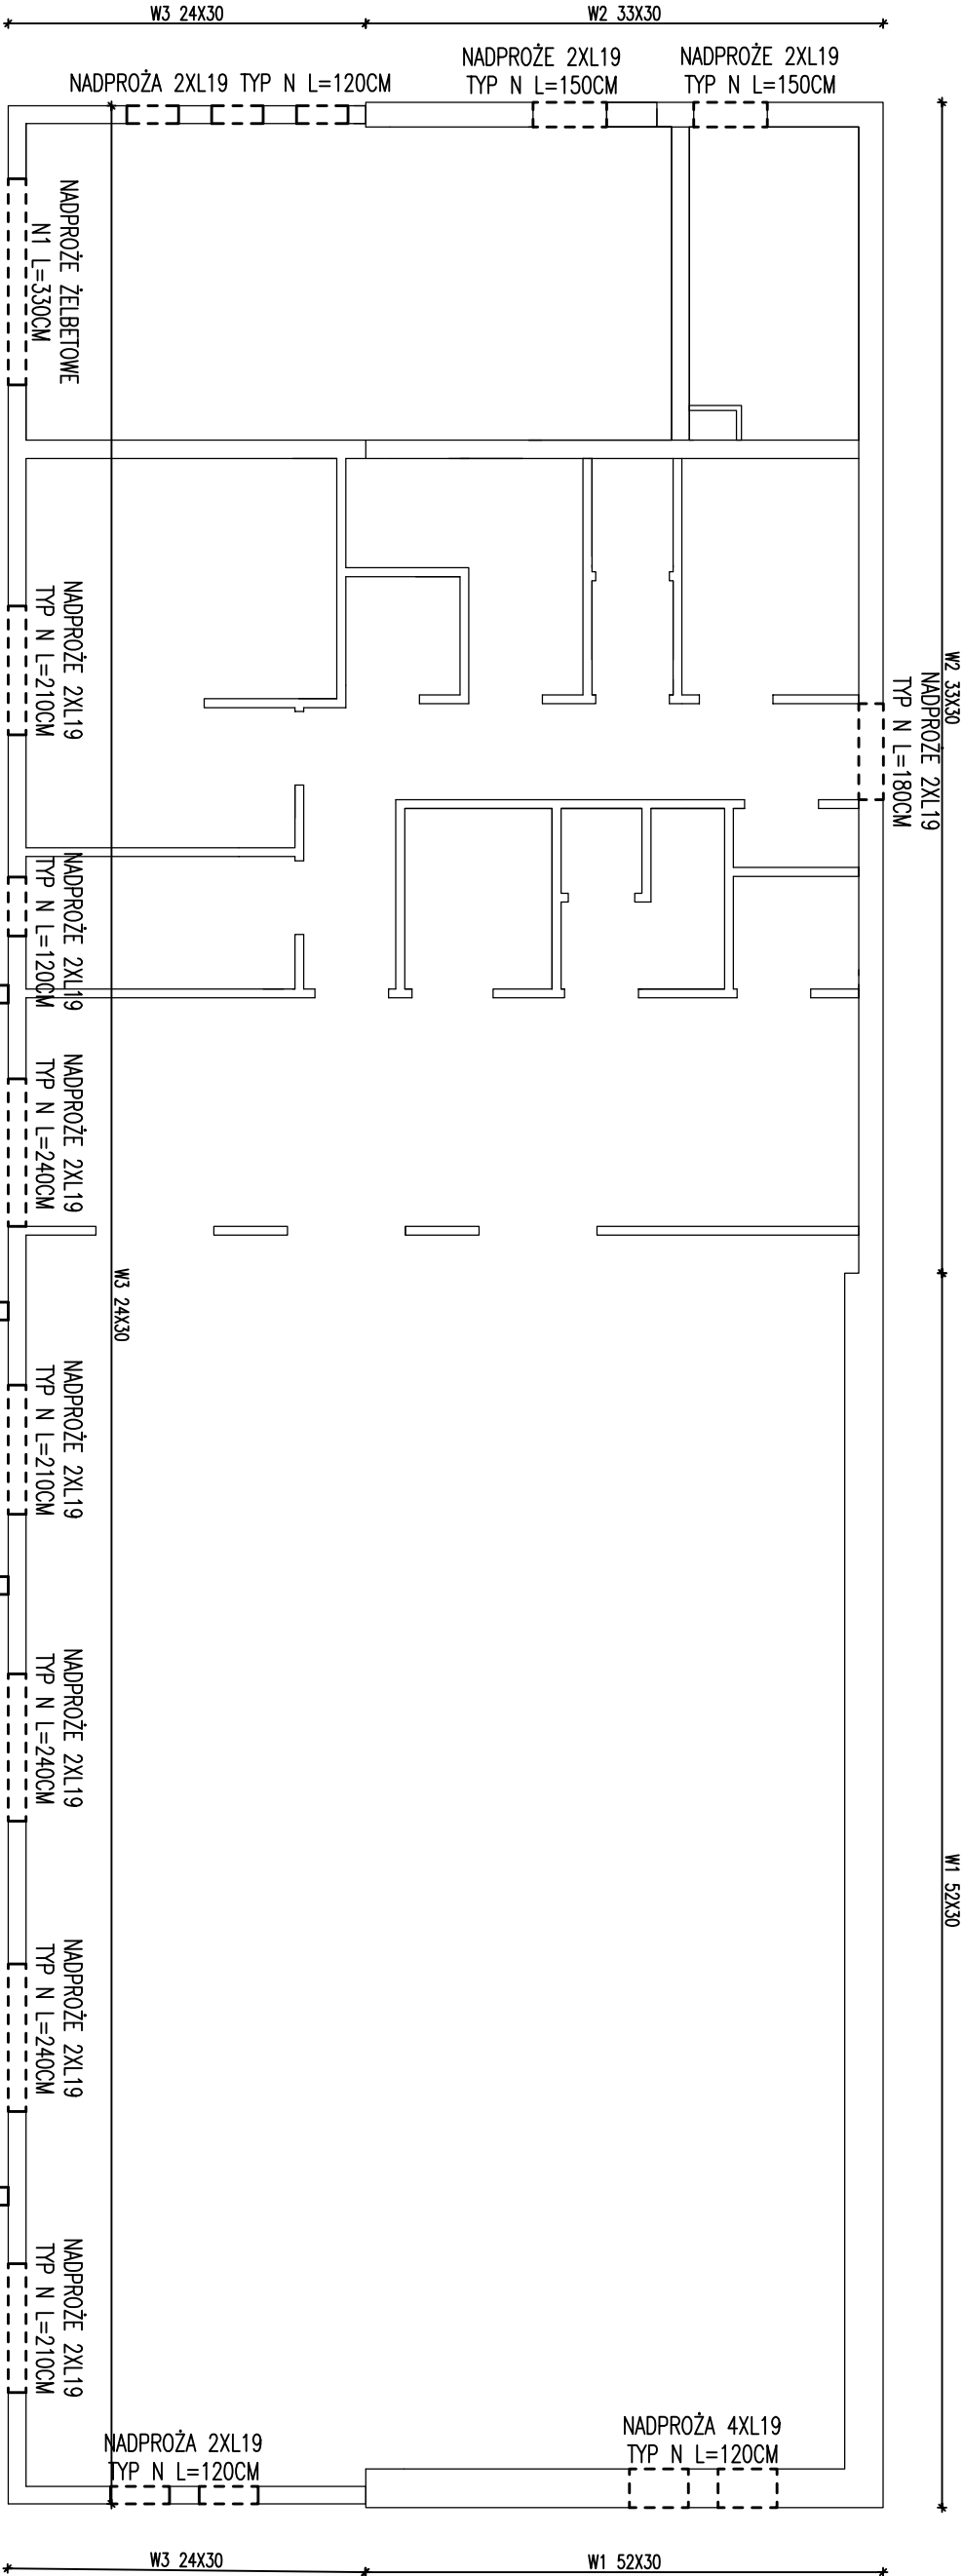 W3 24X30
W2 33X30
NADPROŻA 2XL19 TYP N L=120CM
NADPROŻE 2XL19
TYP N L=150CM
NADPROŻE 2XL19
TYP N L=150CM
NADPROŻE ŻELBETOWE
N1 L=330CM
NADPROŻE 2XL19
TYP N L=210CM
W2 33X30
NADPROŻE 2XL19
TYP N L=180CM
NADPROŻE 2XL19
TYP N L=120CM
NADPROŻE 2XL19
TYP N L=240CM
W3 24X30
NADPROŻE 2XL19
TYP N L=210CM
NADPROŻE 2XL19
TYP N L=240CM
W1 52X30
NADPROŻE 2XL19
TYP N L=240CM
NADPROŻE 2XL19
TYP N L=210CM
NADPROŻA 2XL19
TYP N L=120CM
NADPROŻA 4XL19
TYP N L=120CM
W3 24X30
W1 52X30